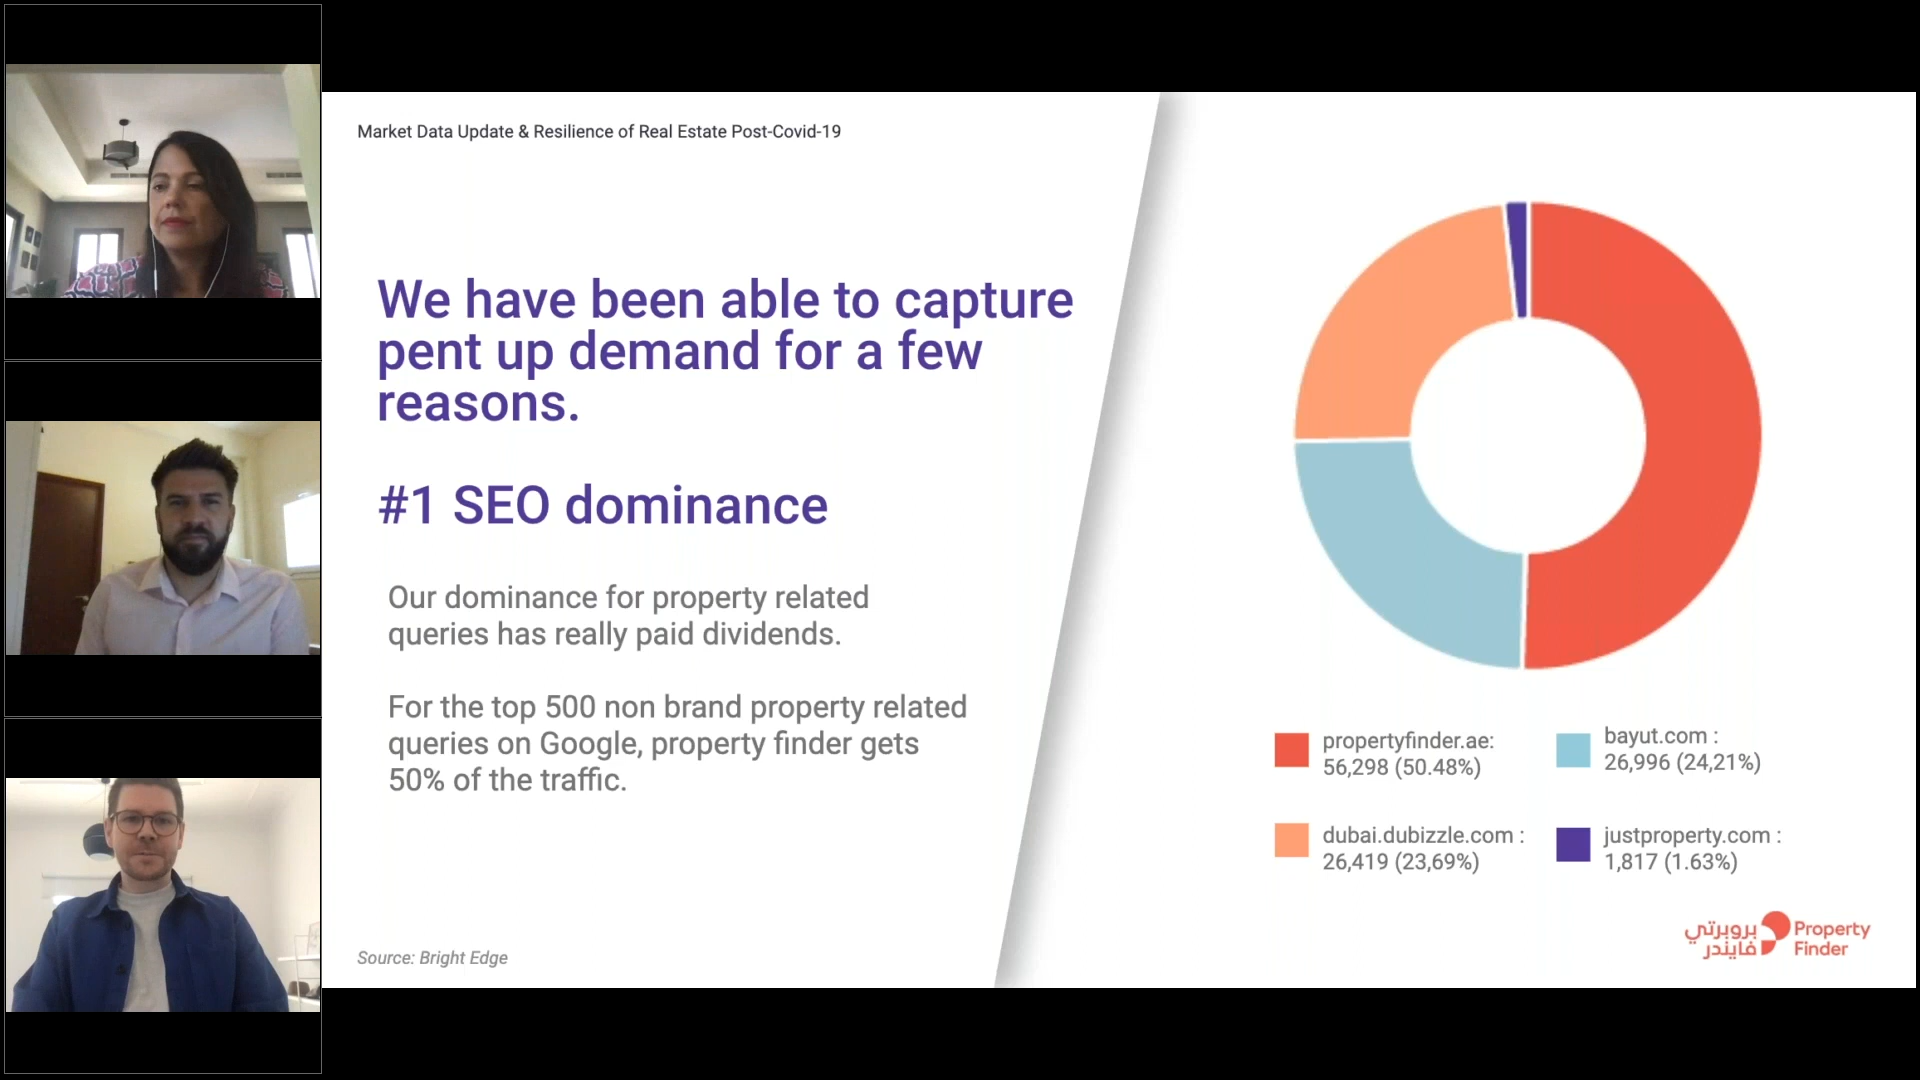 Market Data Update & Resilience of Real Estate Post-Covid-19
We have been able to capture
pent up demand for a few
reasons.
#1 SEO dominance
Our dominance for property related
queries has really paid dividends.
For the top 500 non brand property related
queries on Google, property finder gets
50% of the traffic.
Source: Bright Edge
propertyfinder.ae:
56,298 (50.48%)
bayut.com :
26,996 (24,21%)
dubai.dubizzle.com :
26,419 (23,69%)
justproperty.com :
1,817 (1.63%)
بروبرتي
فايندر
Property
Finder